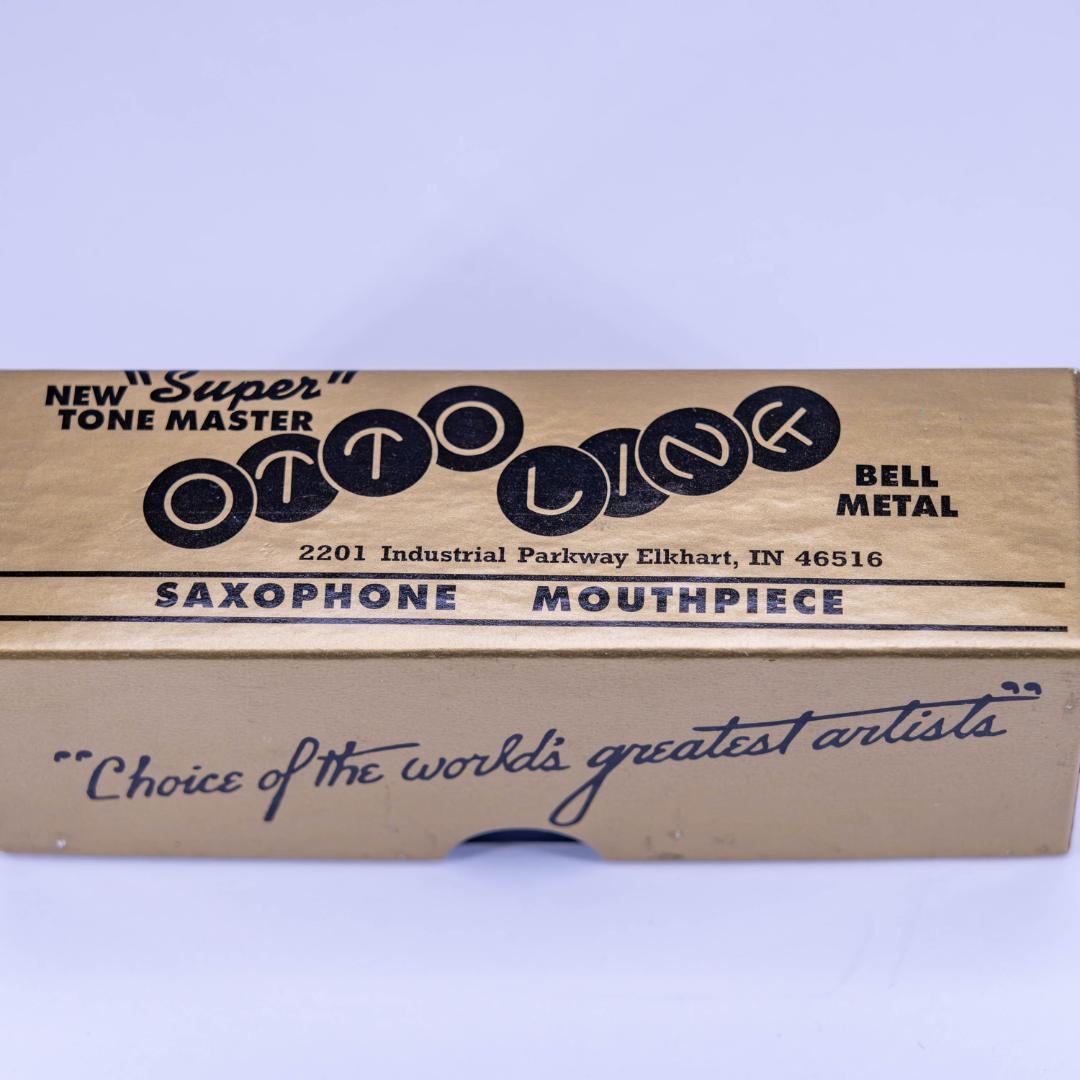 NEW "Super"
TONE MASTER
OTTO LINK
BELL
METAL
2201 Industrial Parkway Elkhart, IN 46516
SAXOPHONE MOUTHPIECE
"Choice of the world's greatest artists"